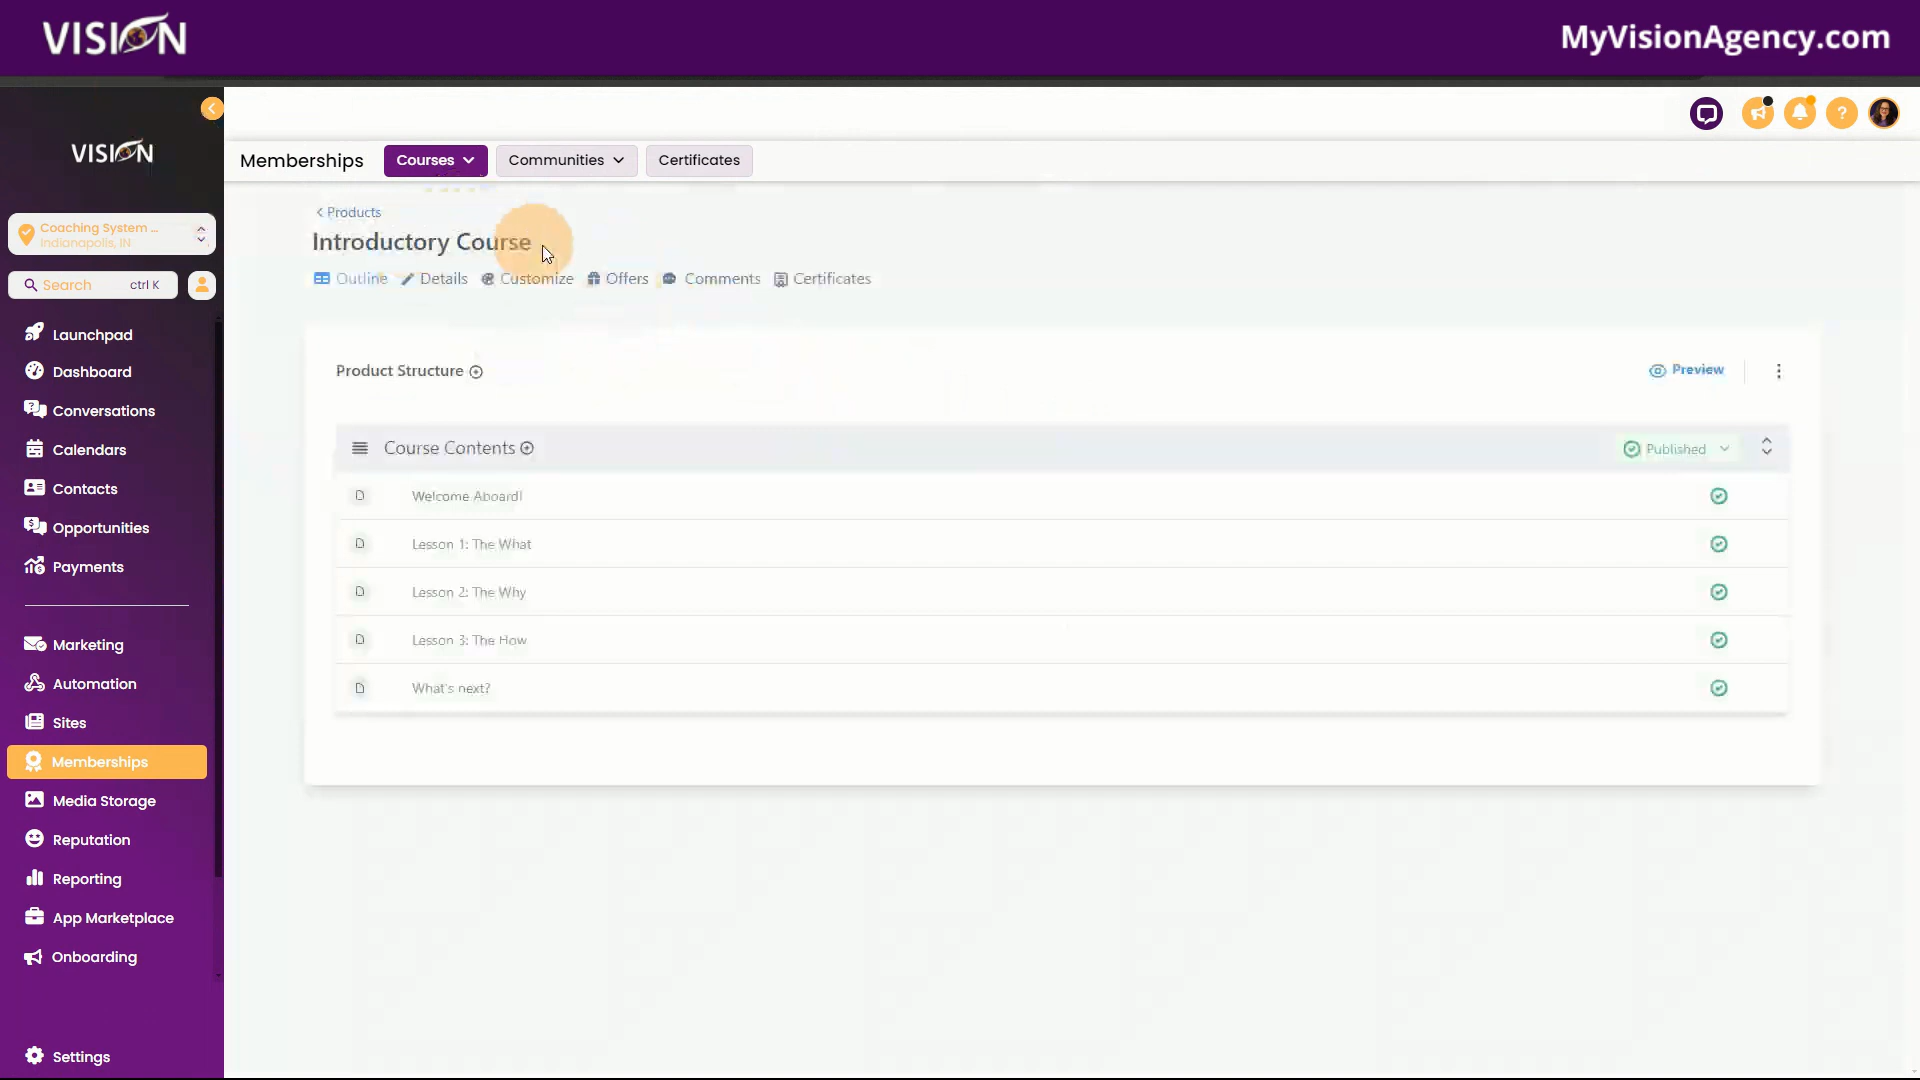 VISION
MyVisionAgency.com
VISION
Memberships
Courses
Communities
Certificates
Coaching System ...
Indianapolis, IN
Search
ctrl K
Launchpad
Dashboard
Conversations
Calendars
Contacts
Opportunities
Payments
Marketing
Automation
Sites
Memberships
Media Storage
Reputation
Reporting
App Marketplace
Onboarding
Settings
< Products
Introductory Course
Outline
Details
Customize
Offers
Comments
Certificates
Product Structure
Preview
Course Contents
Published
Welcome Aboard!
Lesson 1: The What
Lesson 2: The Why
Lesson 3: The How
What's next?